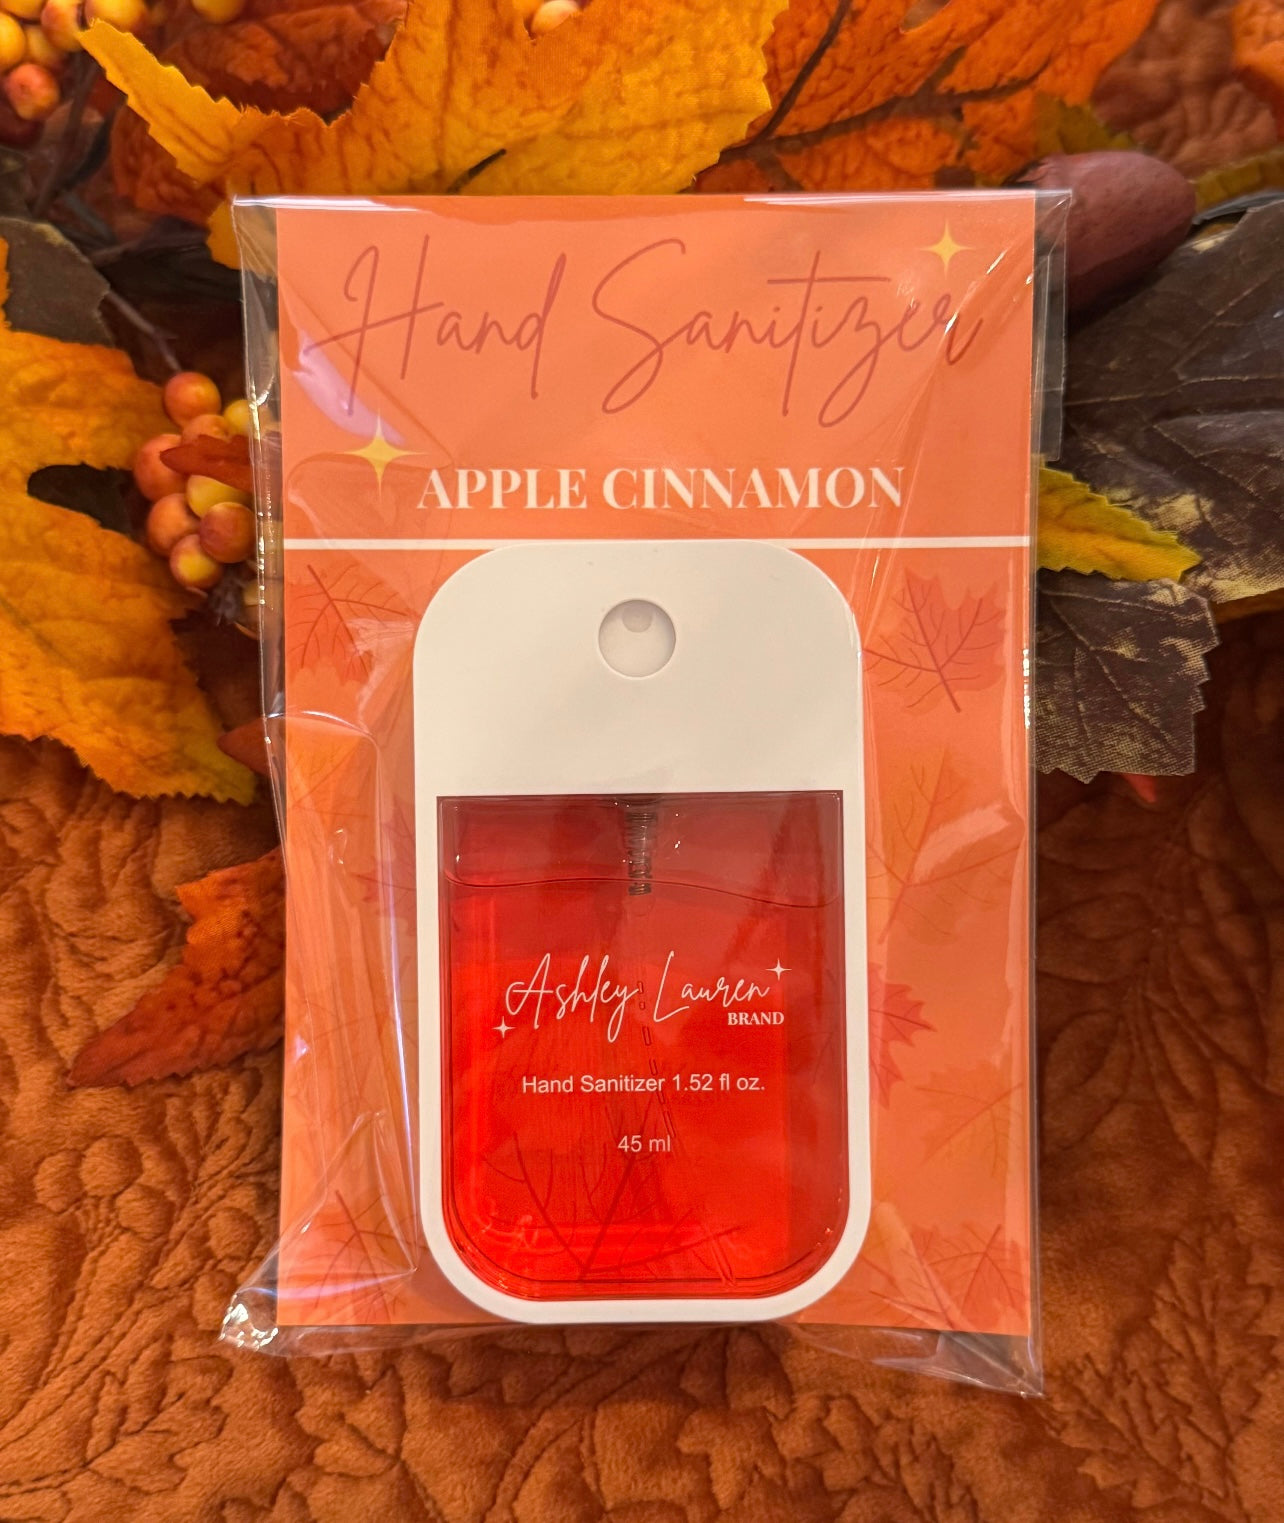 Hand Sanitizer
APPLE CINNAMON
Ashley Lauren
BRAND
Hand Sanitizer 1.52 fl oz.
45 ml